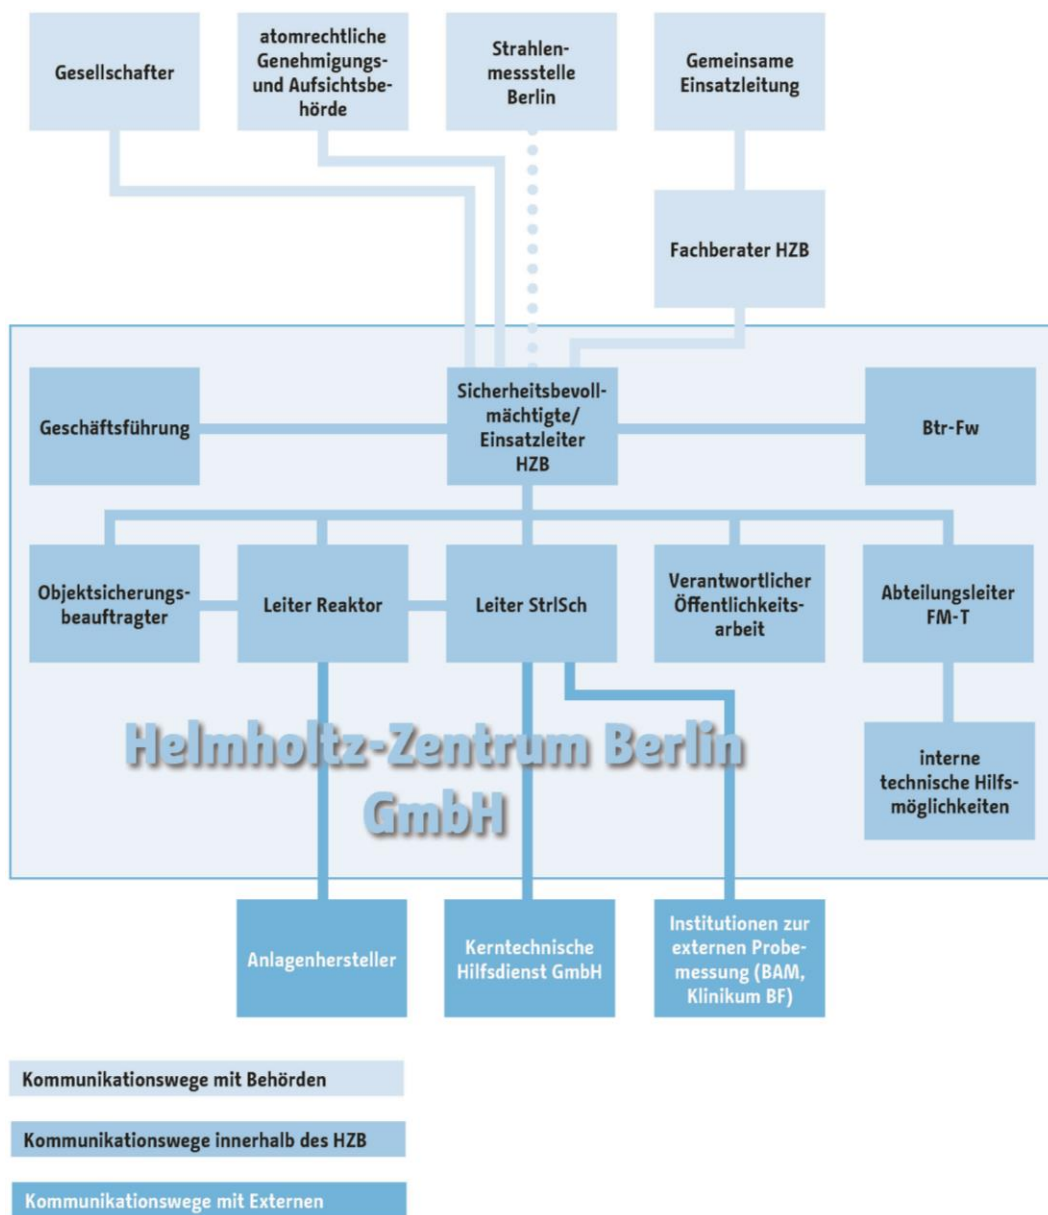 Gesellschafter
atomrechtliche
Genehmigungs-
und Aufsichtsbe-
hörde
Strahlen-
messstelle
Berlin
Gemeinsame
Einsatzleitung
Fachberater HZB
Geschäftsführung
Sicherheitsbevoll-
mächtigte/
Einsatzleiter
HZB
Btr-Fw
Objektsicherungs-
beauftragter
Leiter Reaktor
Leiter StrlSch
Verantwortlicher
Öffentlichkeits-
arbeit
Abteilungsleiter
FM-T
Helmholtz-Zentrum Berlin
GmbH
interne
technische Hilfs-
möglichkeiten
Anlagenhersteller
Kerntechnische
Hilfsdienst GmbH
Institutionen zur
externen Probe-
messung (BAM,
Klinikum BF)
Kommunikationswege mit Behörden
Kommunikationswege innerhalb des HZB
Kommunikationswege mit Externen